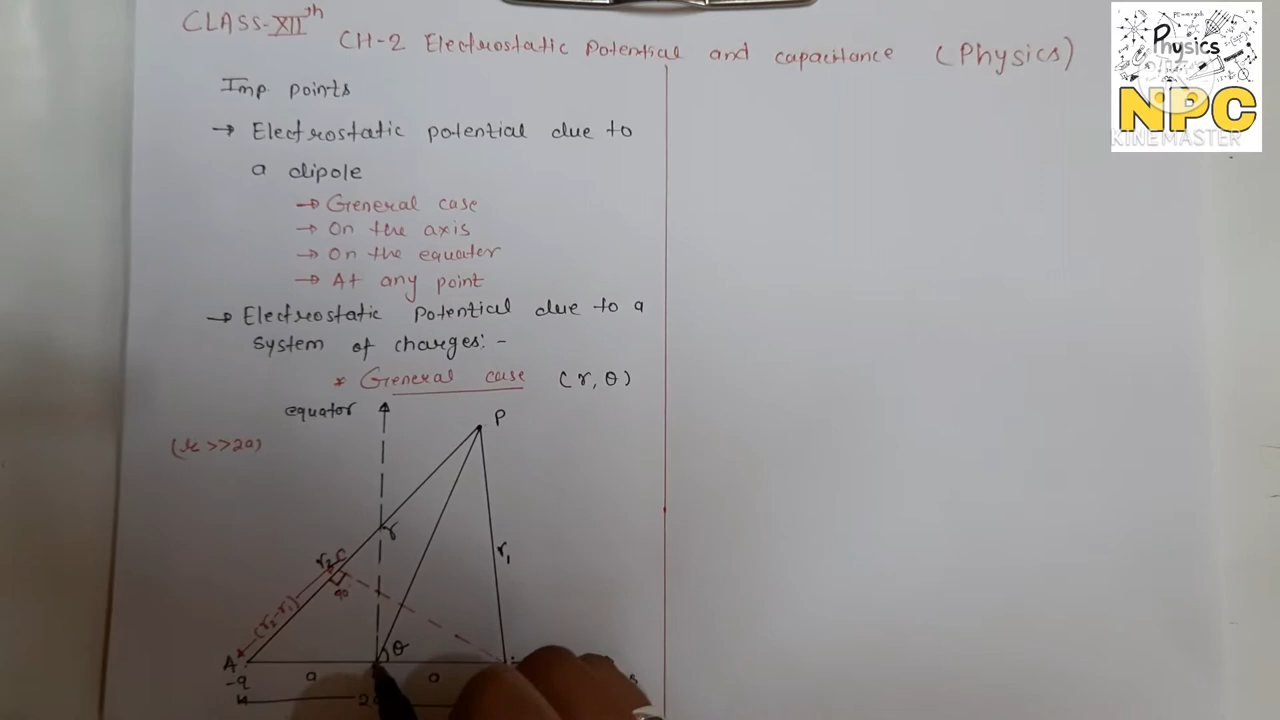 CLASS-XIIth
CH-2 Electrostatic Potential and capacitance (Physics)
Physics
NPC
KINEMASTER
Imp. points
→ Electrostatic potential due to
a dipole
→ General case
→ On the axis
→ On the equator
→ At any point
→ Electrostatic Potential due to a
system of charges:-
* General case (r, θ)
equator
P
(r >> 2a)
r
r₂ C
r₁
90
(r₂-r₁)
θ
A
a a
-q
2